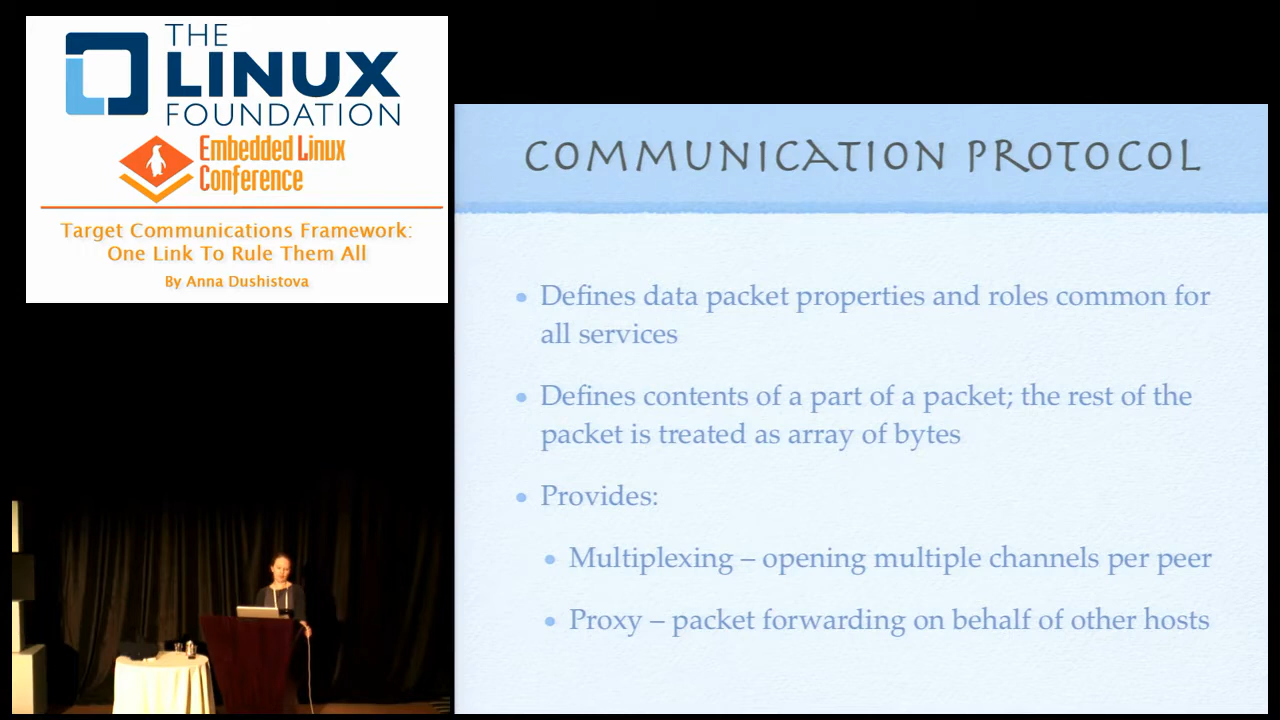 THE
LINUX
FOUNDATION
Embedded Linux
Conference
Target Communications Framework:
One Link To Rule Them All
By Anna Dushistova
COMMUNICATION PROTOCOL
• Defines data packet properties and roles common for
all services
• Defines contents of a part of a packet; the rest of the
packet is treated as array of bytes
• Provides:
• Multiplexing – opening multiple channels per peer
• Proxy – packet forwarding on behalf of other hosts